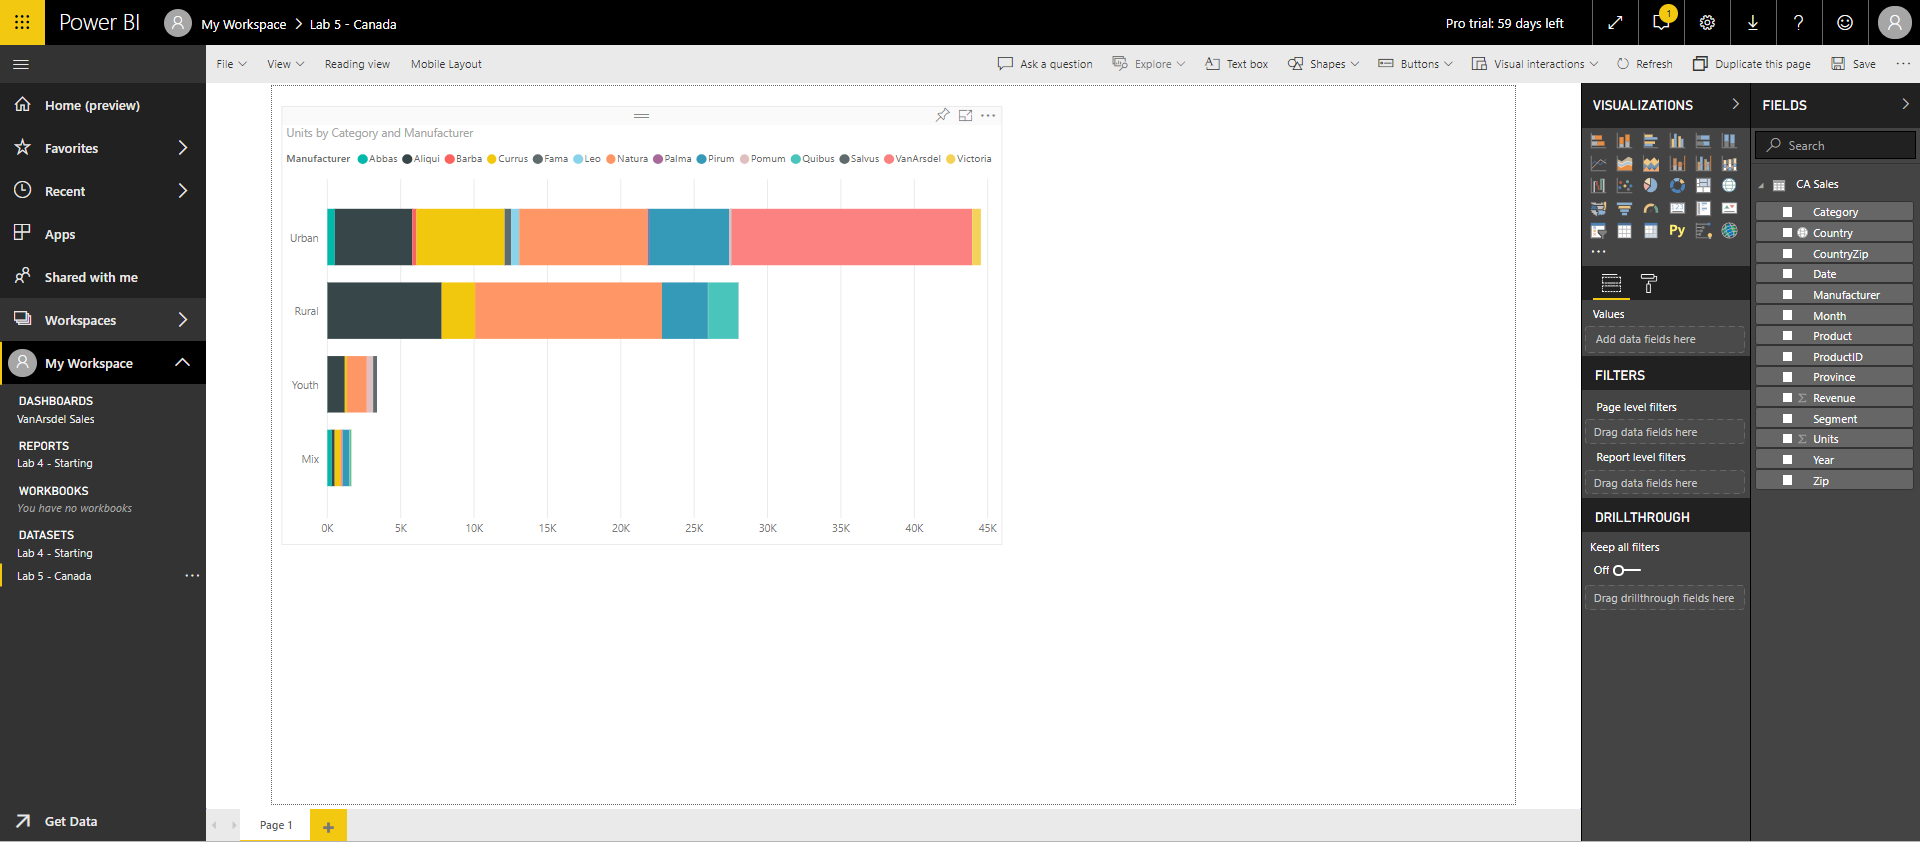 Power BI
My Workspace > Lab 5 - Canada
Pro trial: 59 days left
1
File
View
Reading view
Mobile Layout
Ask a question
Explore
Text box
Shapes
Buttons
Visual interactions
Refresh
Duplicate this page
Save
Home (preview)
Favorites
Recent
Apps
Shared with me
Workspaces
My Workspace
DASHBOARDS
VanArsdel Sales
REPORTS
Lab 4 - Starting
WORKBOOKS
You have no workbooks
DATASETS
Lab 4 - Starting
Lab 5 - Canada
Get Data
Units by Category and Manufacturer
Manufacturer Abbas Aliqui Barba Currus Fama Leo Natura Palma Pirum Pomum Quibus Salvus VanArsdel Victoria
Urban
Rural
Youth
Mix
0K 5K 10K 15K 20K 25K 30K 35K 40K 45K
Page 1
VISUALIZATIONS
Py
Values
Add data fields here
FILTERS
Page level filters
Drag data fields here
Report level filters
Drag data fields here
DRILLTHROUGH
Keep all filters
Off
Drag drillthrough fields here
FIELDS
Search
CA Sales
Category
Country
CountryZip
Date
Manufacturer
Month
Product
ProductID
Province
Σ Revenue
Segment
Σ Units
Year
Zip